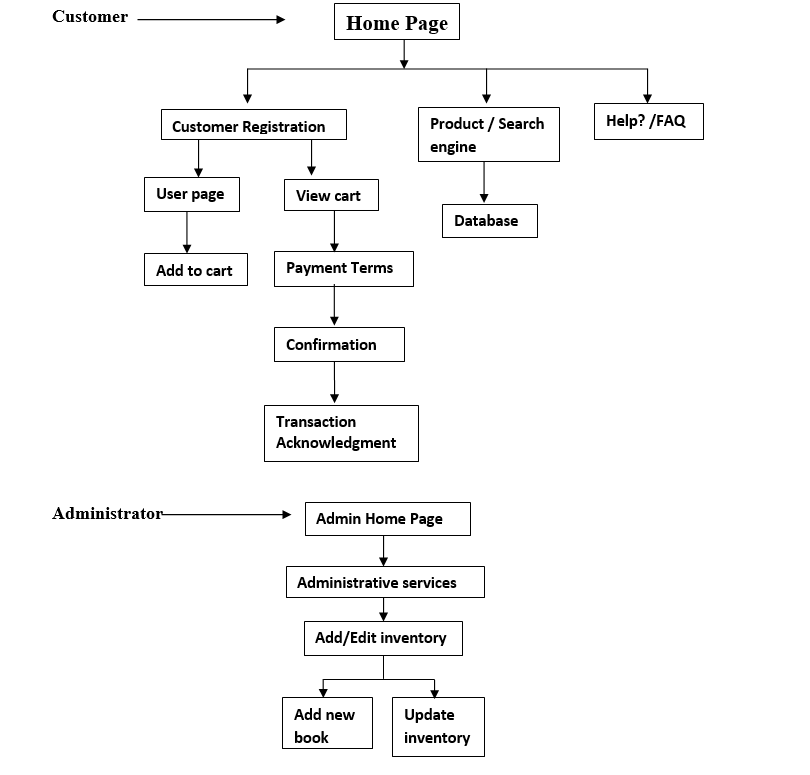 Customer
Home Page
Customer Registration
Product / Search
engine
Help? /FAQ
User page
View cart
Database
Add to cart
Payment Terms
Confirmation
Transaction
Acknowledgment
Administrator
Admin Home Page
Administrative services
Add/Edit inventory
Add new
book
Update
inventory